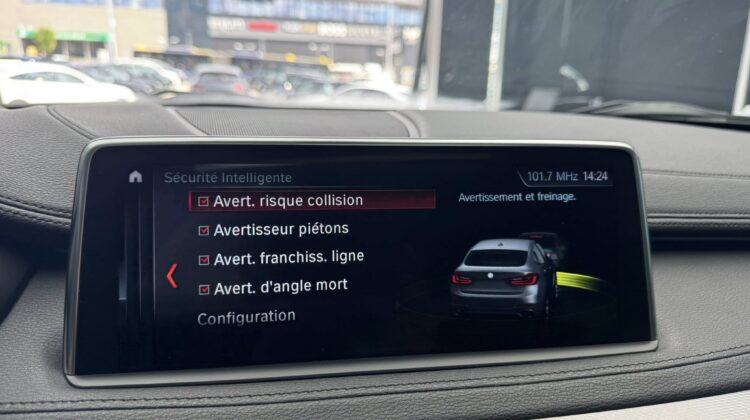 Sécurité Intelligente
101.7 MHz 14:24
Avert. risque collision
Avertissement et freinage.
Avertisseur piétons
Avert. franchiss. ligne
Avert. d'angle mort
Configuration